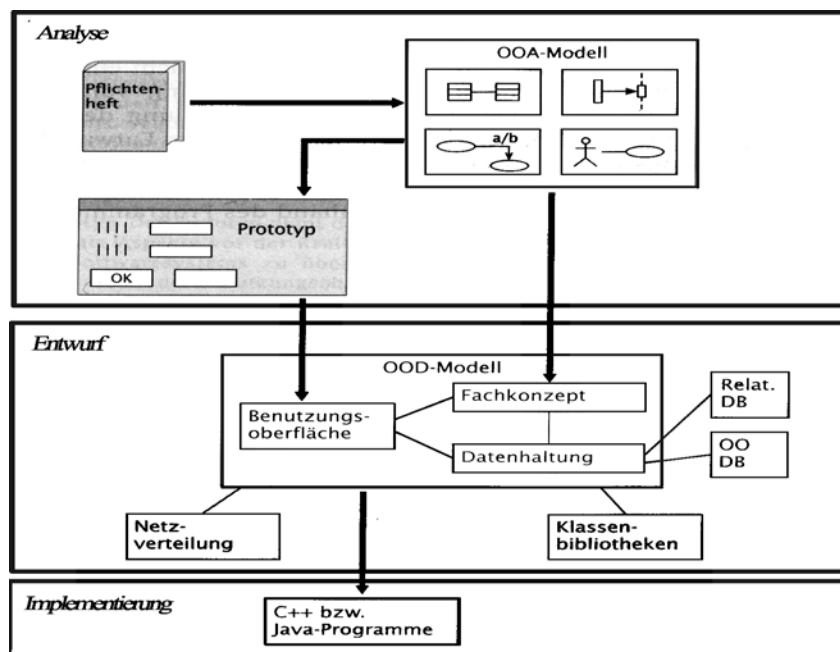 Analyse
OOA-Modell
Pflichten-
heft
a/b
Prototyp
OK
Entwurf
OOD-Modell
Fachkonzept
Benutzungs-
oberfläche
Datenhaltung
Relat.
DB
OO
DB
Netz-
verteilung
Klassen-
bibliotheken
Implementierung
C++ bzw.
Java-Programme